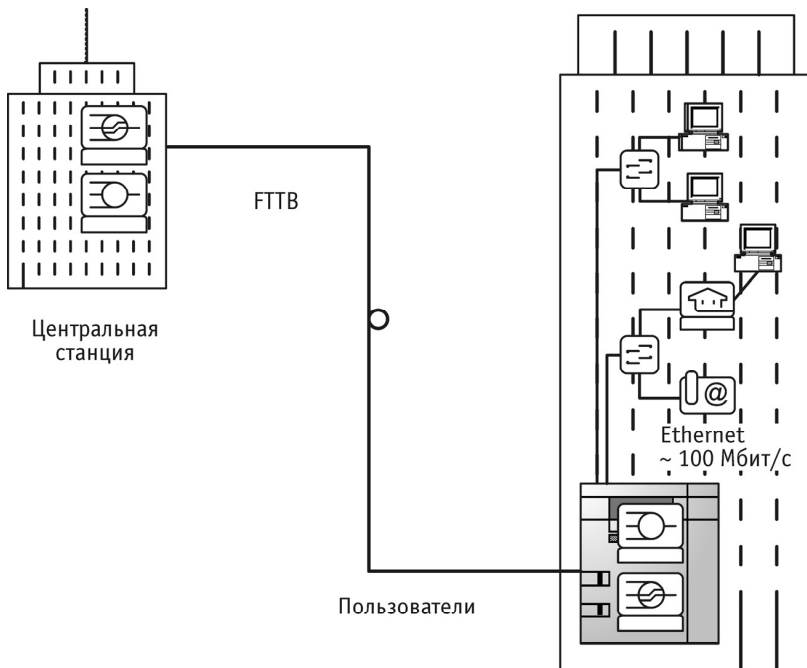 FTTB
Центральная
станция
@
Ethernet
~ 100 Мбит/с
Пользователи